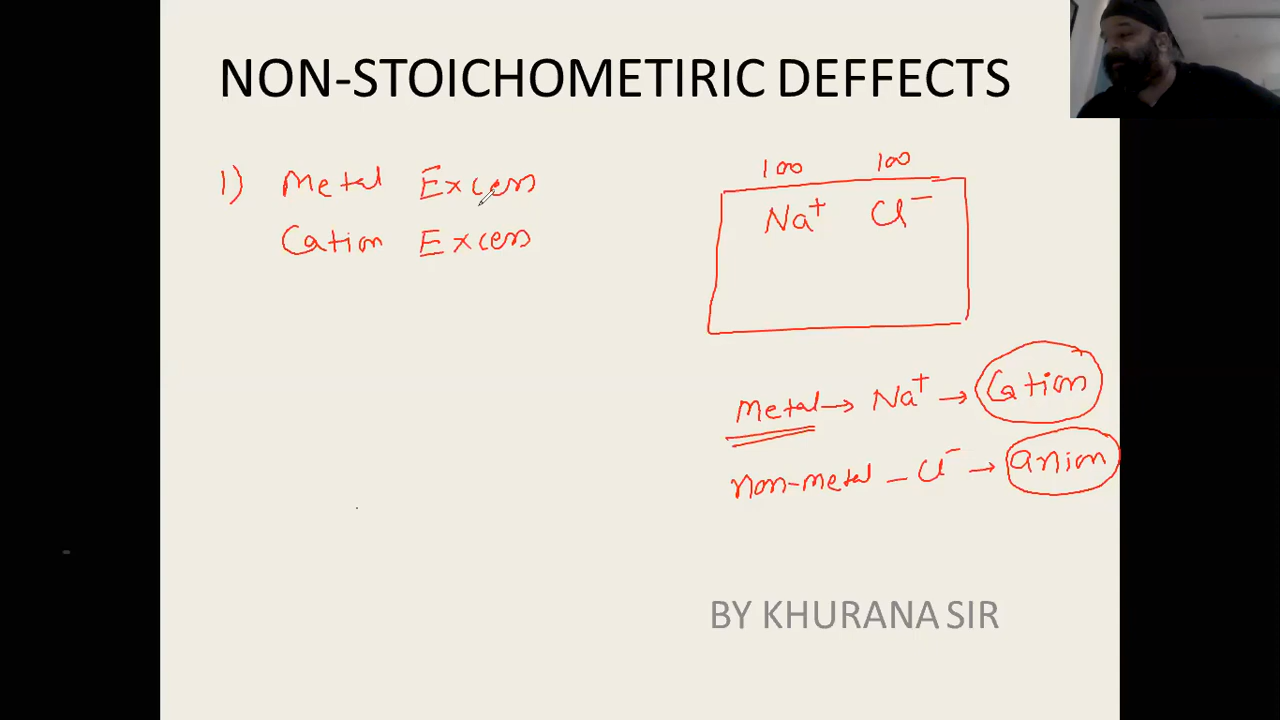 NON-STOICHOMETIRIC DEFFECTS
1) Metal Excess
Cation Excess
100 100
Na+ Cl-
Metal → Na+ → Cation
non-metal - Cl- → anion
BY KHURANA SIR